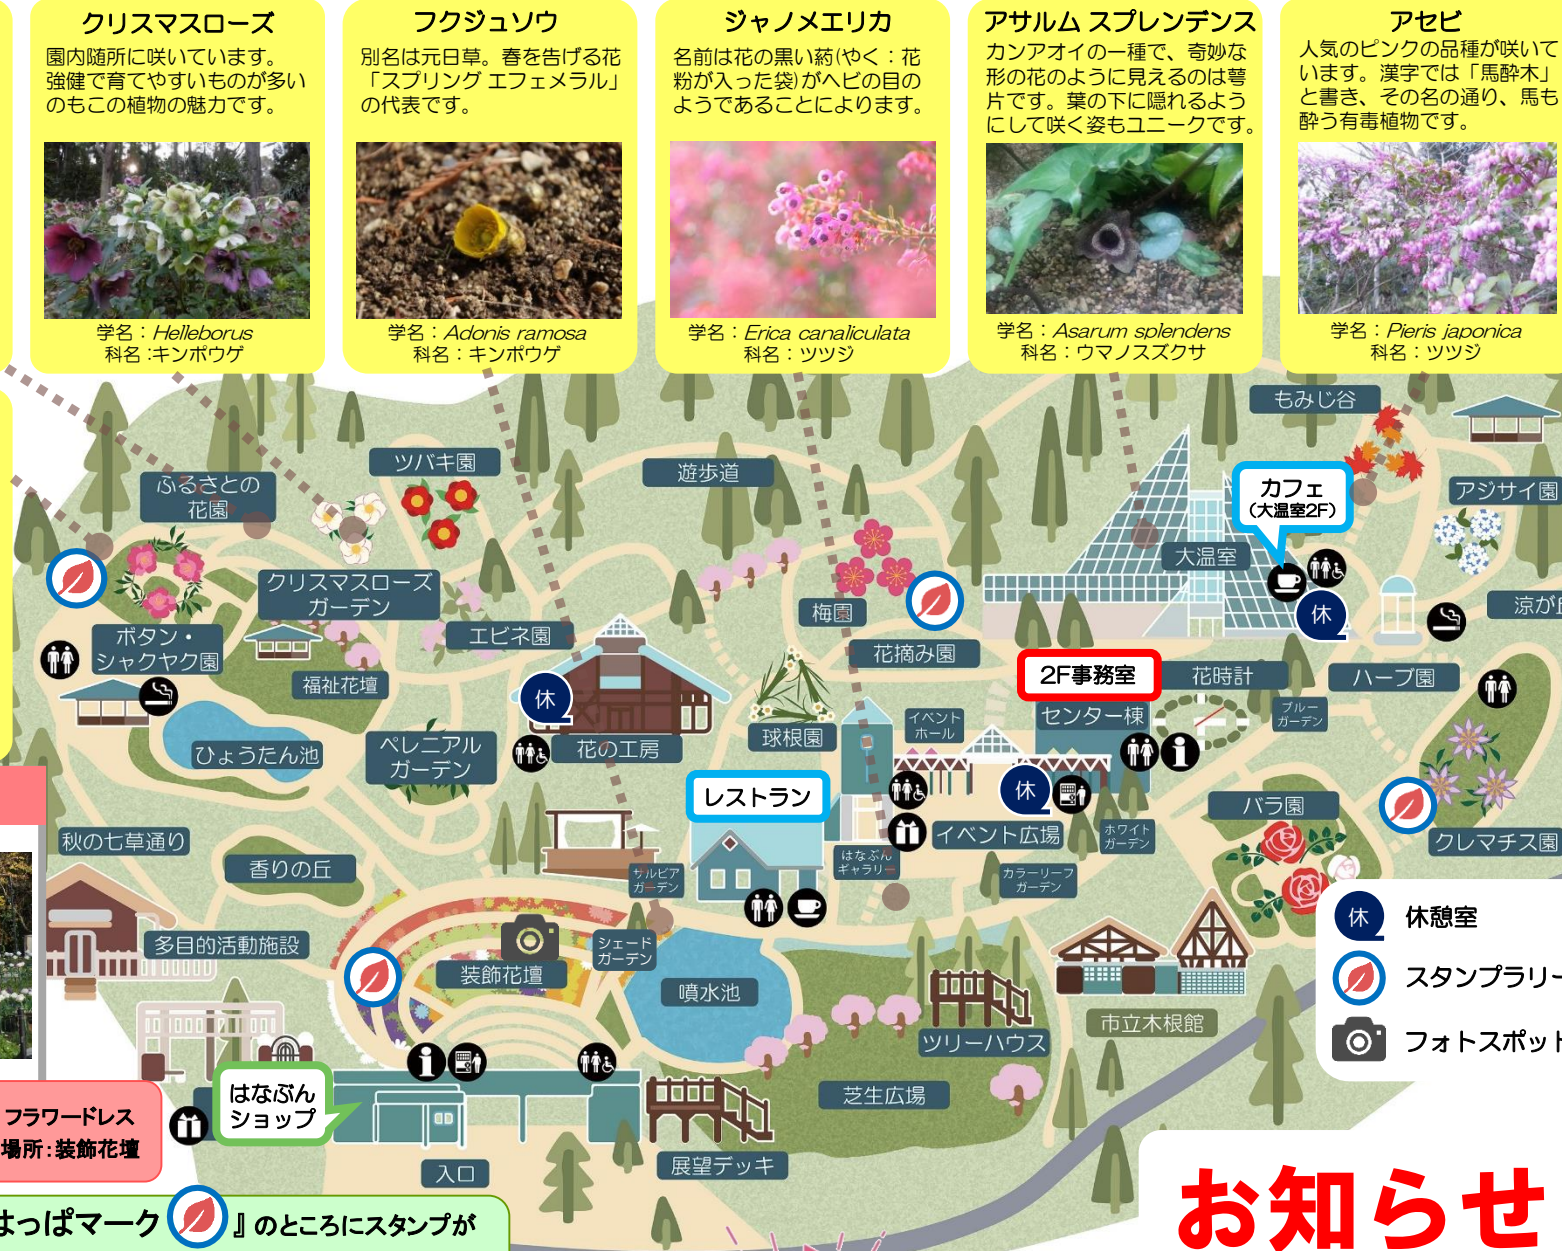 クリスマスローズ
園内随所に咲いています。
強健で育てやすいものが多い
のもこの植物の魅力です。
学名：Helleborus
科名：キンポウゲ
フクジュソウ
別名は元日草。春を告げる花
「スプリング エフェメラル」
の代表です。
学名：Adonis ramosa
科名：キンポウゲ
ジャノメエリカ
名前は花の黒い葯(やく：花
粉が入った袋)がヘビの目の
ようであることによります。
学名：Erica canaliculata
科名：ツツジ
アサルム スプレンデンス
カンアオイの一種で、奇妙な
形の花のように見えるのは萼
片です。葉の下に隠れるよう
にして咲く姿もユニークです。
学名：Asarum splendens
科名：ウマノスズクサ
アセビ
人気のピンクの品種が咲いて
います。漢字では「馬酔木」
と書き、その名の通り、馬も
酔う有毒植物です。
学名：Pieris japonica
科名：ツツジ
もみじ谷
ツバキ園
遊歩道
ふるさとの
花園
カフェ
(大温室2F)
アジサイ園
大温室
クリスマスローズ
ガーデン
梅園
休
涼が丘
ボタン・
シャクヤク園
エビネ園
花摘み園
2F事務室
花時計
ハーブ園
福祉花壇
休
センター棟
ブルー
ガーデン
イベント
ホール
球根園
ひょうたん池
ペレニアル
ガーデン
花の工房
レストラン
休
バラ園
秋の七草通り
イベント広場
ホワイト
ガーデン
クレマチス園
香りの丘
サルビア
ガーデン
はなぶん
ギャラリー
カラーリーフ
ガーデン
休
休憩室
多目的活動施設
シェード
ガーデン
装飾花壇
スタンプラリー
噴水池
市立木根館
ツリーハウス
フォトスポット
芝生広場
はなぶん
ショップ
フラワードレス
場所：装飾花壇
入口
展望デッキ
はっぱマーク 』のところにスタンプが
お知らせ